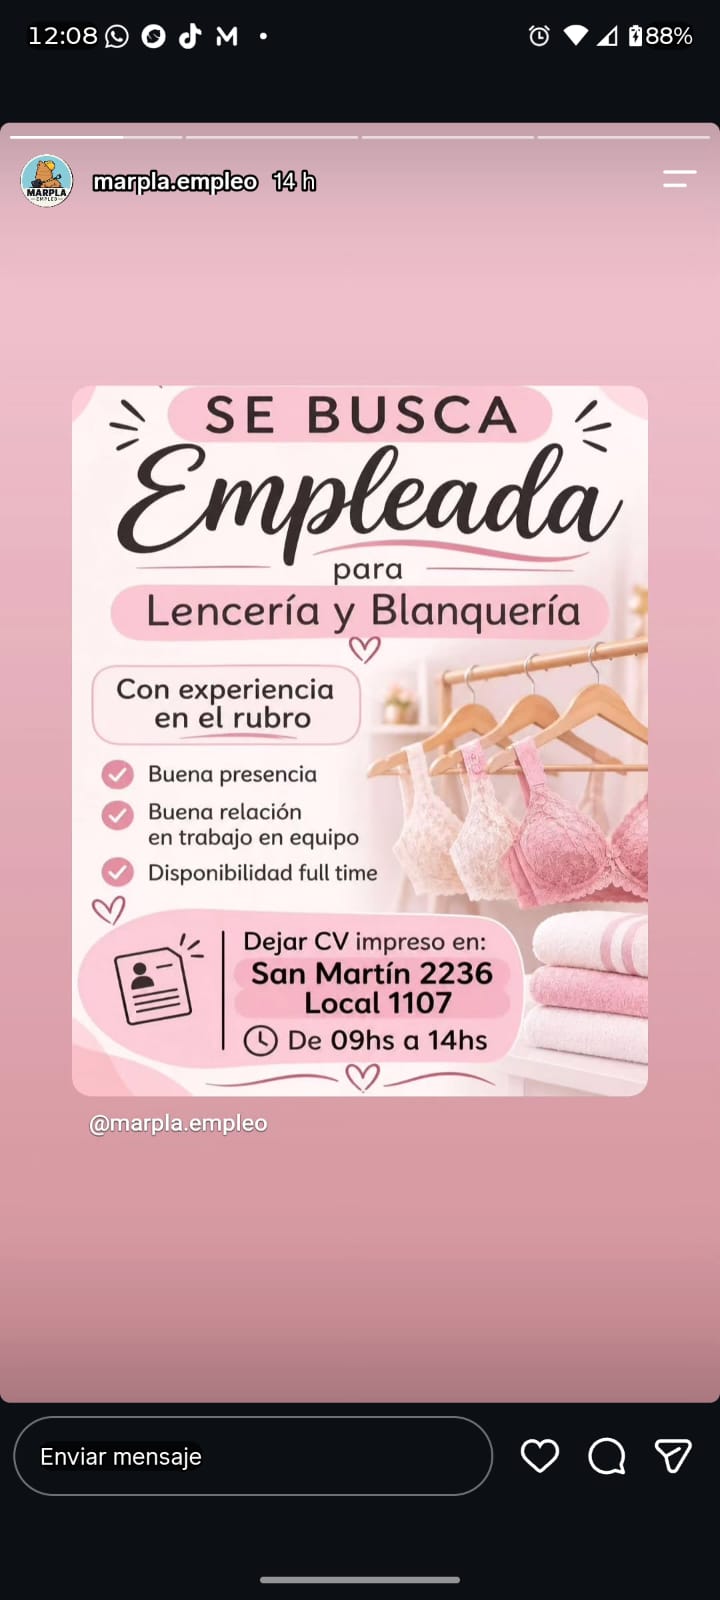 12:08
88%
MARPLA
EMPLEO
marpla.empleo 14 h
SE BUSCA
Empleada
para
Lencería y Blanquería
Con experiencia
en el rubro
Buena presencia
Buena relación
en trabajo en equipo
Disponibilidad full time
Dejar CV impreso en:
San Martín 2236
Local 1107
De 09hs a 14hs
@marpla.empleo
Enviar mensaje